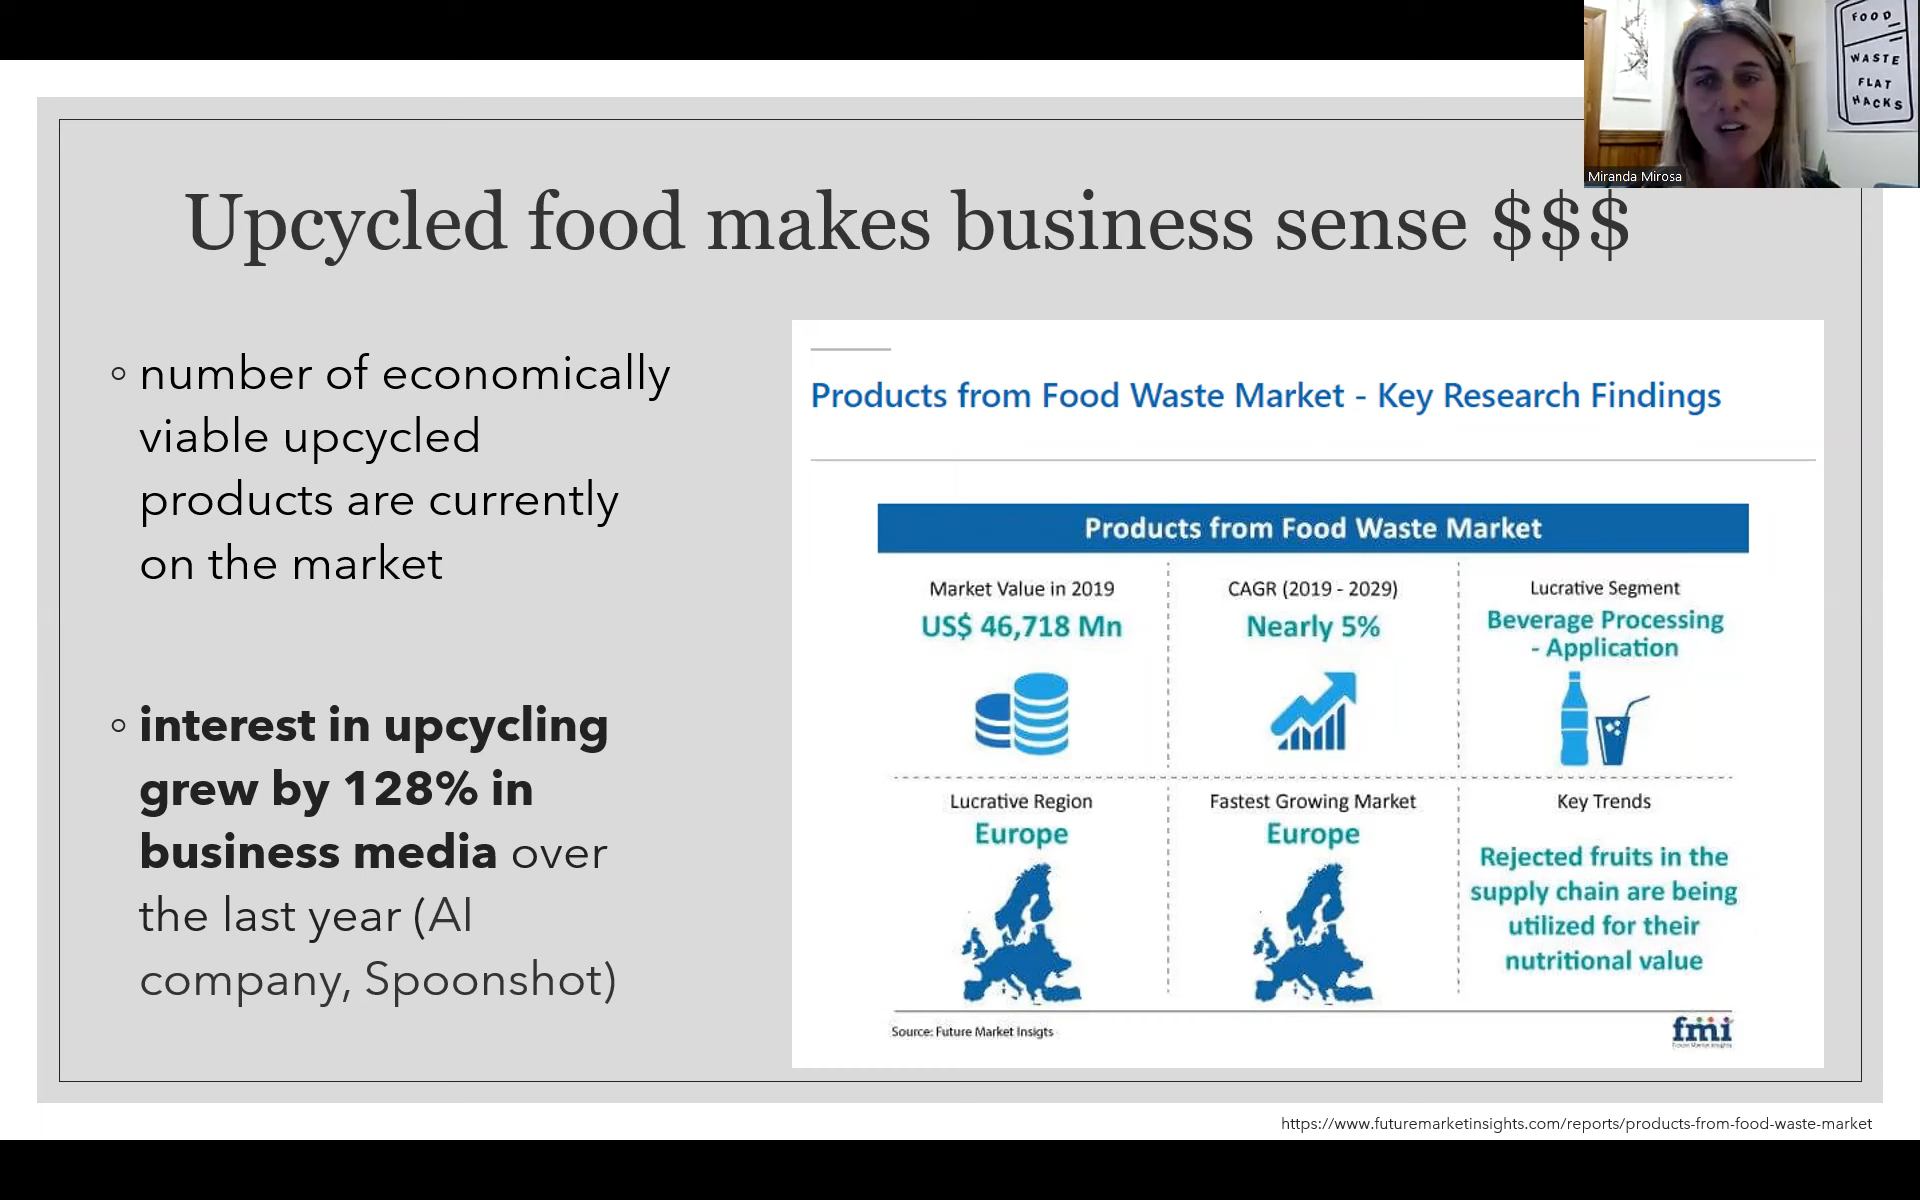 FOOD
WASTE
FLAT
HACKS
Miranda Mirosa
Upcycled food makes business sense $$$
◦ number of economically
viable upcycled
products are currently
on the market
◦ interest in upcycling
grew by 128% in
business media over
the last year (AI
company, Spoonshot)
Products from Food Waste Market - Key Research Findings
Products from Food Waste Market
Market Value in 2019
US$ 46,718 Mn
CAGR (2019 - 2029)
Nearly 5%
Lucrative Segment
Beverage Processing
- Application
Lucrative Region
Europe
Fastest Growing Market
Europe
Key Trends
Rejected fruits in the
supply chain are being
utilized for their
nutritional value
Source: Future Market Insigts
fmi
Future Market Insights
https://www.futuremarketinsights.com/reports/products-from-food-waste-market